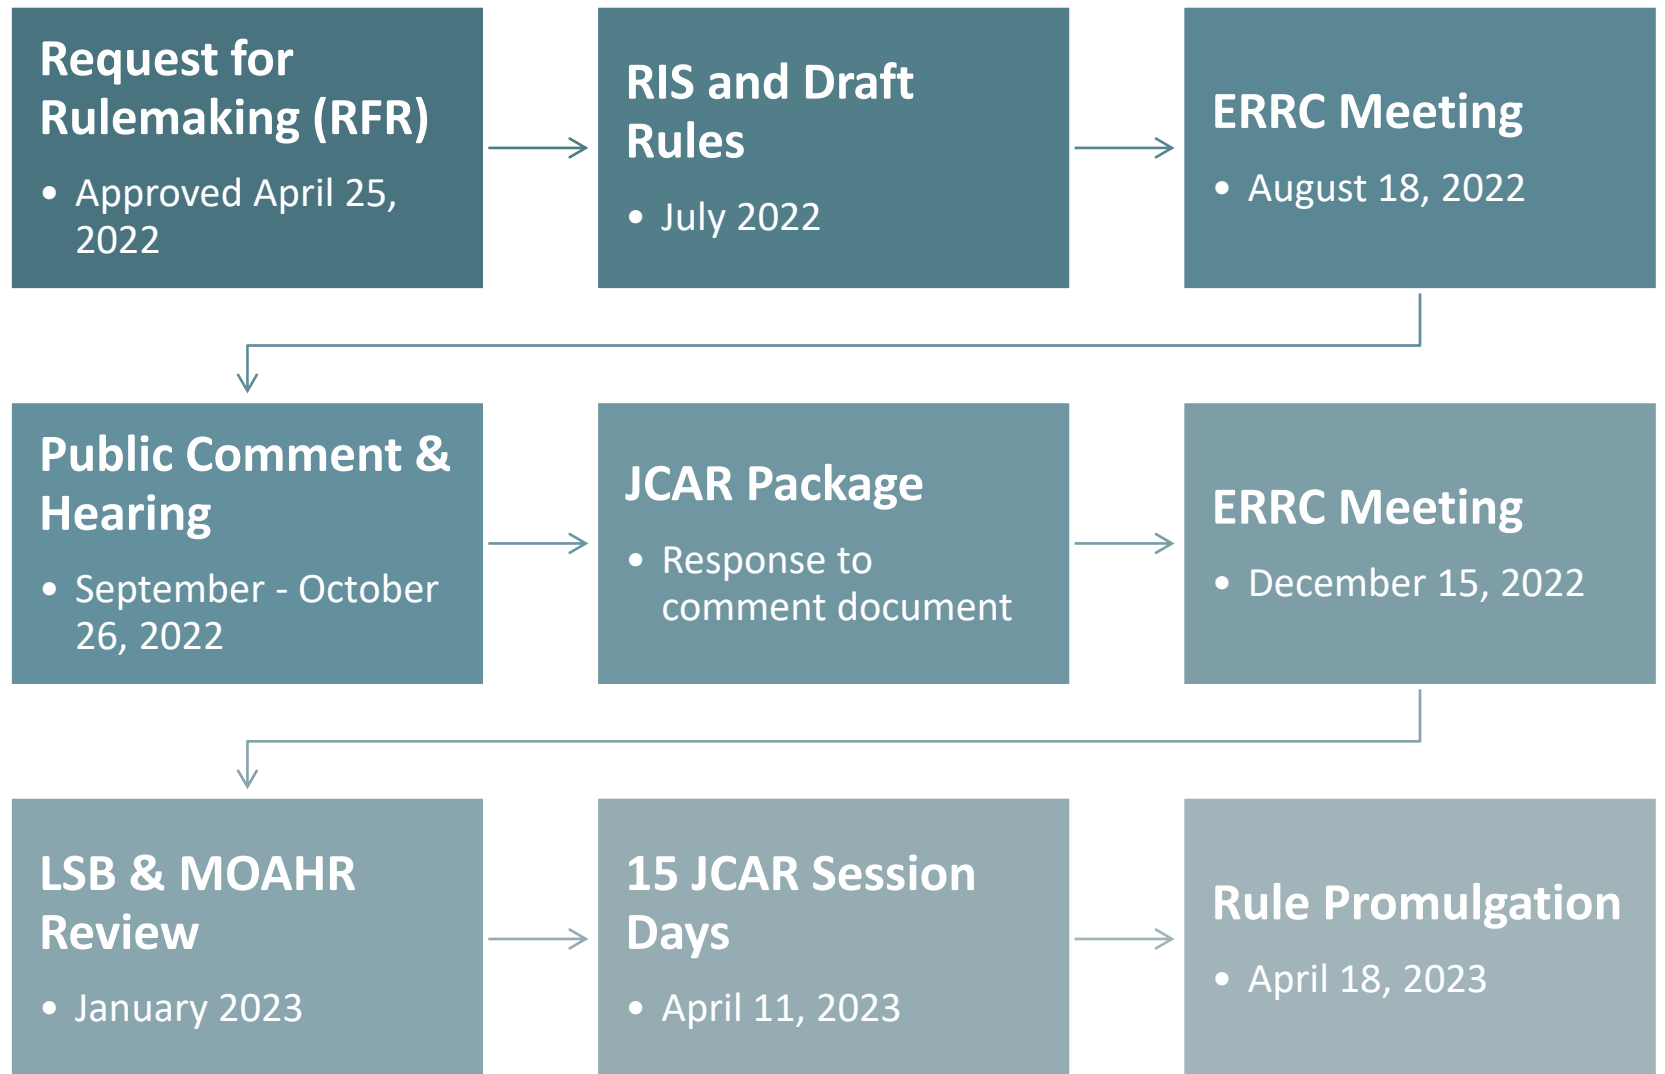 Request for
Rulemaking (RFR)
• Approved April 25,
2022
RIS and Draft
Rules
• July 2022
ERRC Meeting
• August 18, 2022
Public Comment &
Hearing
• September - October
26, 2022
JCAR Package
• Response to
comment document
ERRC Meeting
• December 15, 2022
LSB & MOAHR
Review
• January 2023
15 JCAR Session
Days
• April 11, 2023
Rule Promulgation
• April 18, 2023